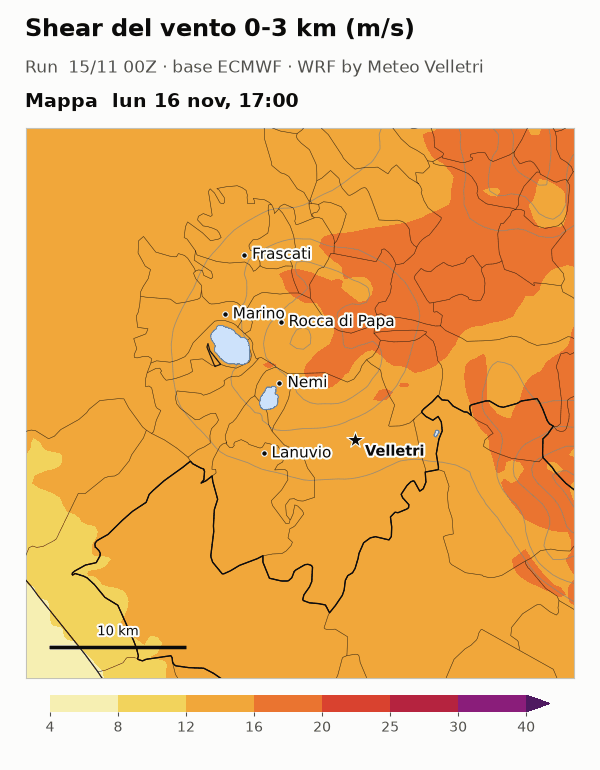 Shear del vento 0-3 km (m/s)
Run  15/11 00Z · base ECMWF · WRF by Meteo Velletri
Mappa  lun 16 nov, 17:00
Frascati
Marino
Rocca di Papa
Nemi
Velletri
Lanuvio
10 km
4 8 12 16 20 25 30 40